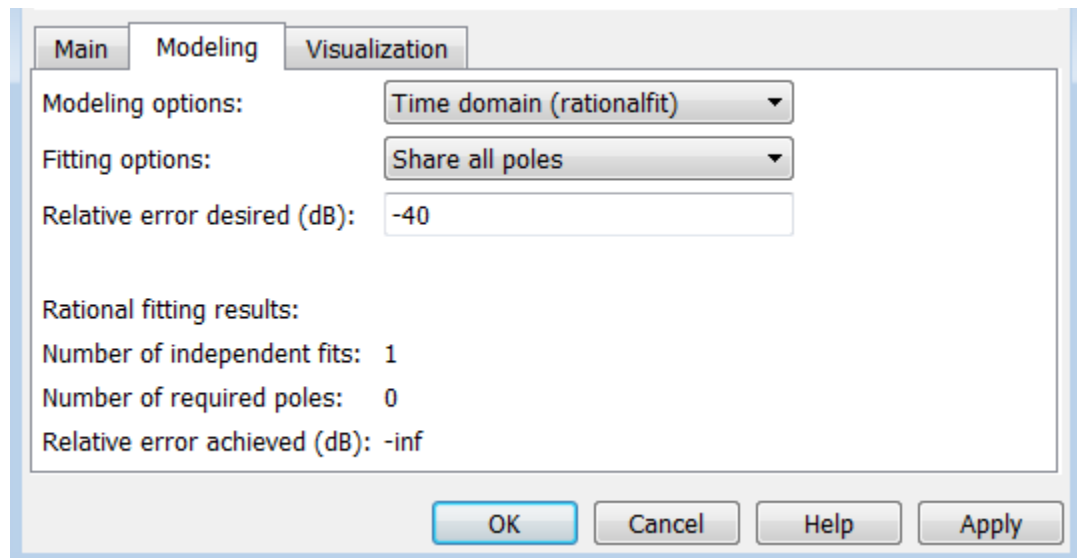 Main Modeling Visualization
Modeling options: Time domain (rationalfit)
Fitting options: Share all poles
Relative error desired (dB): -40
Rational fitting results:
Number of independent fits: 1
Number of required poles: 0
Relative error achieved (dB): -inf
OK Cancel Help Apply